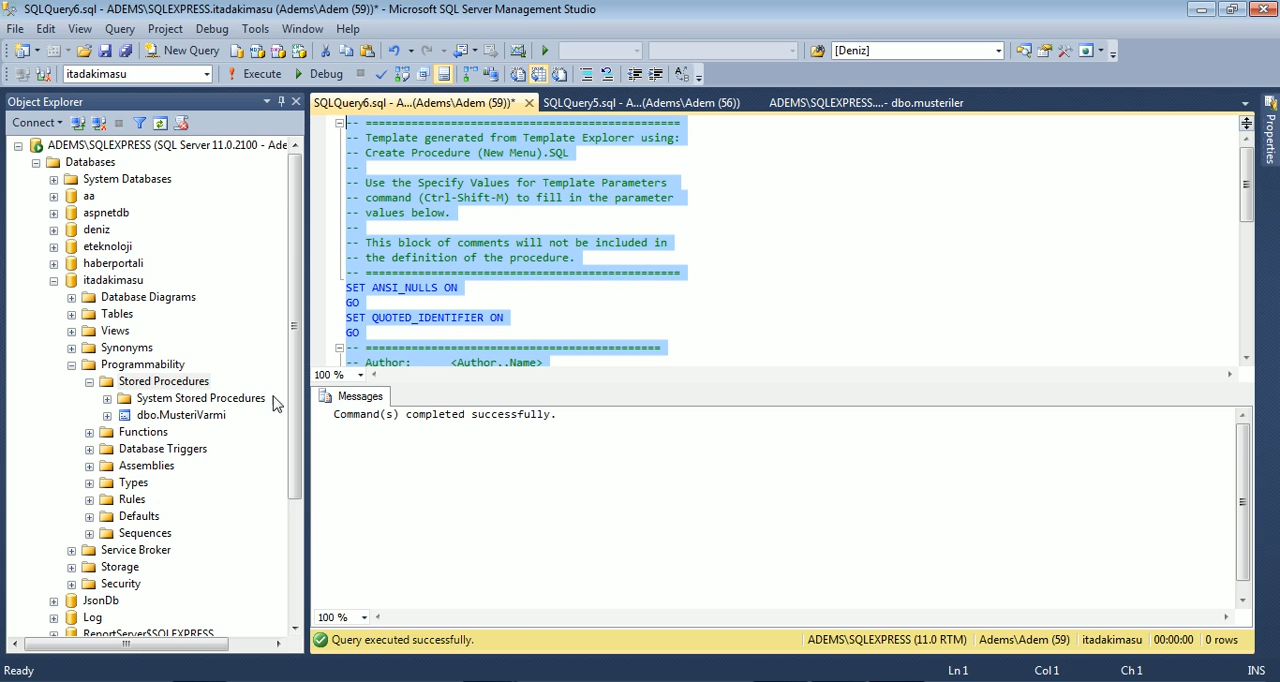 SQLQuery6.sql - ADEMS\SQLEXPRESS.itadakimasu (Adems\Adem (59))* - Microsoft SQL Server Management Studio
File Edit View Query Project Debug Tools Window Help
New Query [Deniz]
itadakimasu Execute Debug
Object Explorer
Connect
ADEMS\SQLEXPRESS (SQL Server 11.0.2100 - Ade
Databases
System Databases
aa
aspnetdb
deniz
eteknoloji
haberportali
itadakimasu
Database Diagrams
Tables
Views
Synonyms
Programmability
Stored Procedures
System Stored Procedures
dbo.MusteriVarmi
Functions
Database Triggers
Assemblies
Types
Rules
Defaults
Sequences
Service Broker
Storage
Security
JsonDb
Log
ReportServer$SQLEXPRESS
SQLQuery6.sql - A...(Adems\Adem (59))* SQLQuery5.sql - A...(Adems\Adem (56)) ADEMS\SQLEXPRESS....- dbo.musteriler
-- ================================================
-- Template generated from Template Explorer using:
-- Create Procedure (New Menu).SQL
--
-- Use the Specify Values for Template Parameters
-- command (Ctrl-Shift-M) to fill in the parameter
-- values below.
--
-- This block of comments will not be included in
-- the definition of the procedure.
-- ================================================
SET ANSI_NULLS ON
GO
SET QUOTED_IDENTIFIER ON
GO
-- =============================================
-- Author: <Author,,Name>
100 %
Messages
Command(s) completed successfully.
100 %
Query executed successfully. ADEMS\SQLEXPRESS (11.0 RTM) Adems\Adem (59) itadakimasu 00:00:00 0 rows
Properties
Ready Ln 1 Col 1 Ch 1 INS